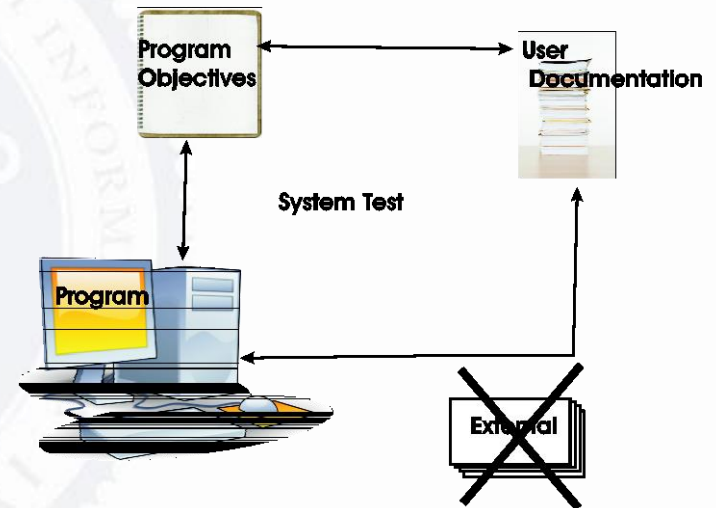 Program
Objectives
User
Documentation
System Test
Program
External